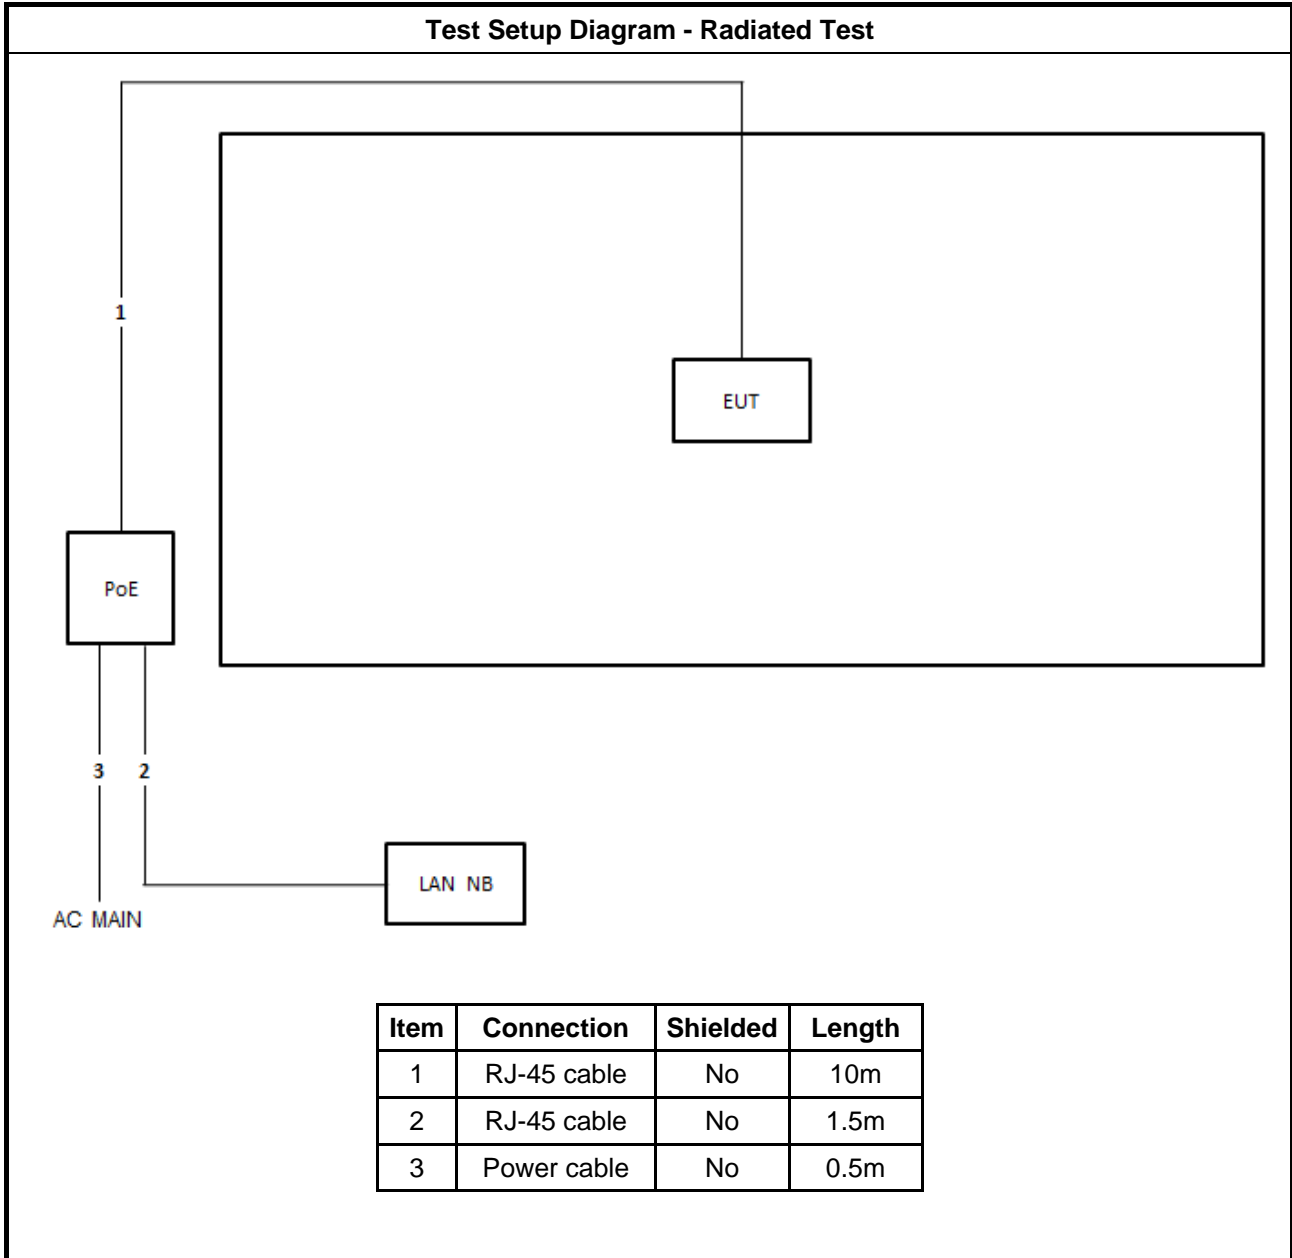 Test Setup Diagram - Radiated Test
1
EUT
PoE
3 2
LAN NB
AC MAIN
Item Connection Shielded Length
1 RJ-45 cable No 10m
2 RJ-45 cable No 1.5m
3 Power cable No 0.5m